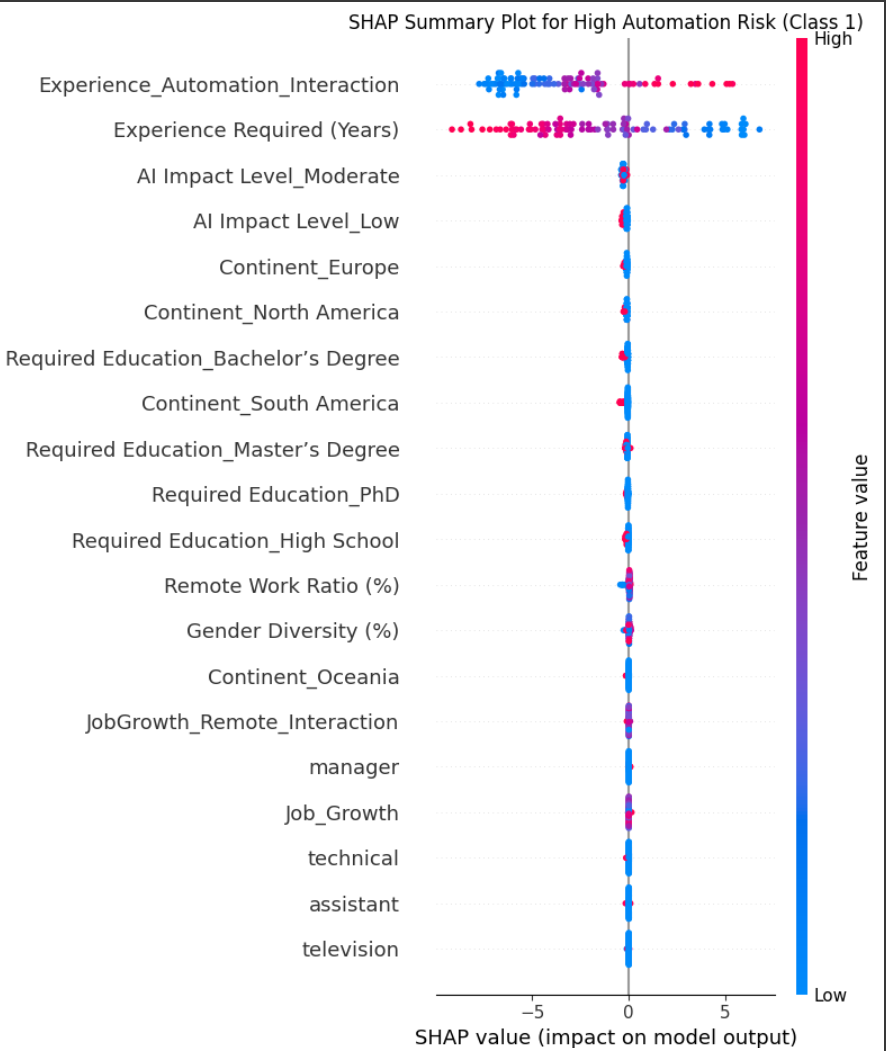 SHAP Summary Plot for High Automation Risk (Class 1)
High
Experience_Automation_Interaction
Experience Required (Years)
AI Impact Level_Moderate
AI Impact Level_Low
Continent_Europe
Continent_North America
Required Education_Bachelor’s Degree
Continent_South America
Required Education_Master’s Degree
Required Education_PhD
Required Education_High School
Remote Work Ratio (%)
Gender Diversity (%)
Continent_Oceania
JobGrowth_Remote_Interaction
manager
Job_Growth
technical
assistant
television
Feature value
Low
−5 0 5
SHAP value (impact on model output)